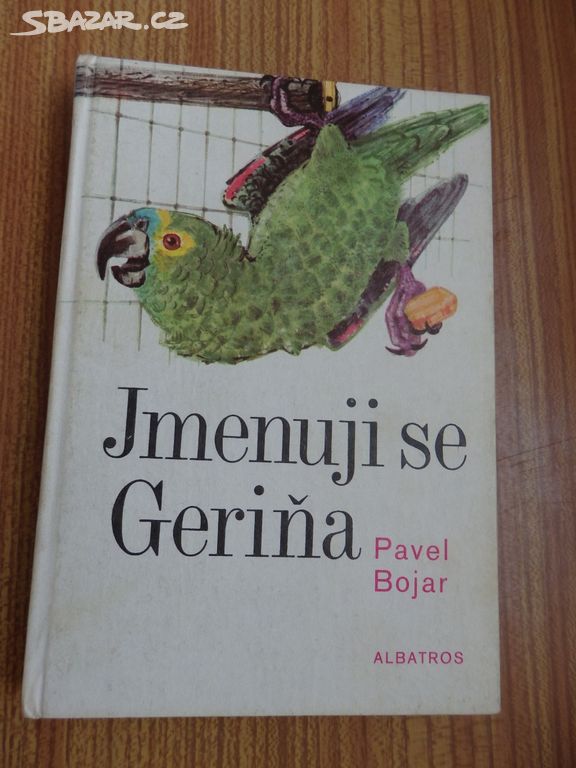 SBAZAR.CZ
Jmenuji se
Geriňa
Pavel
Bojar
ALBATROS